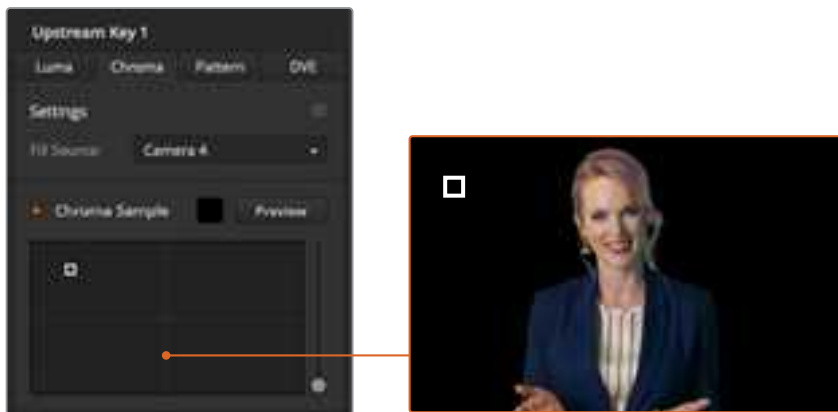 Upstream Key 1
Luma Chroma Pattern DVE
Settings
Fill Source: Camera 4
Chroma Sample Preview